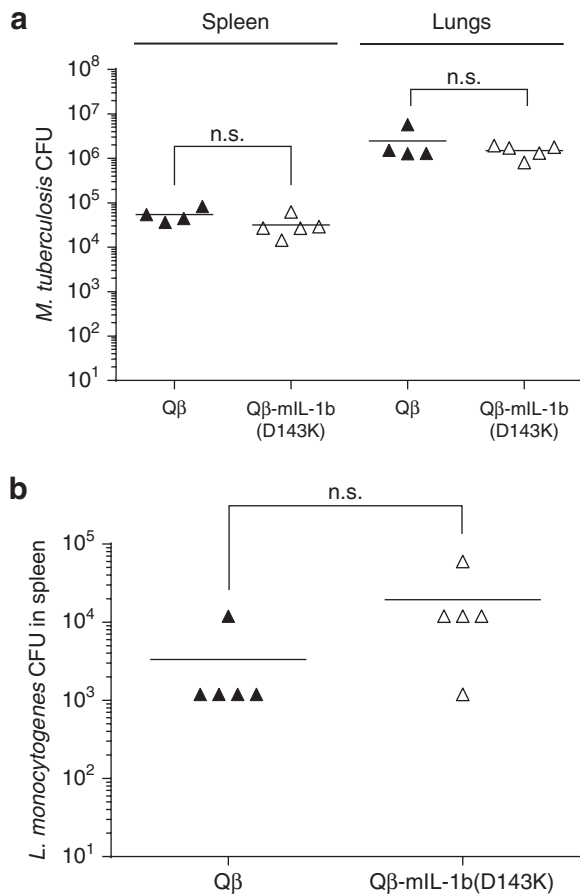 a
Spleen
Lungs
M. tuberculosis CFU
10⁸
10⁷
10⁶
10⁵
10⁴
10³
10²
10¹
n.s.
n.s.
Qβ
Qβ-mIL-1b
(D143K)
Qβ
Qβ-mIL-1b
(D143K)
b
n.s.
L. monocytogenes CFU in spleen
10⁵
10⁴
10³
10²
10¹
Qβ
Qβ-mIL-1b(D143K)